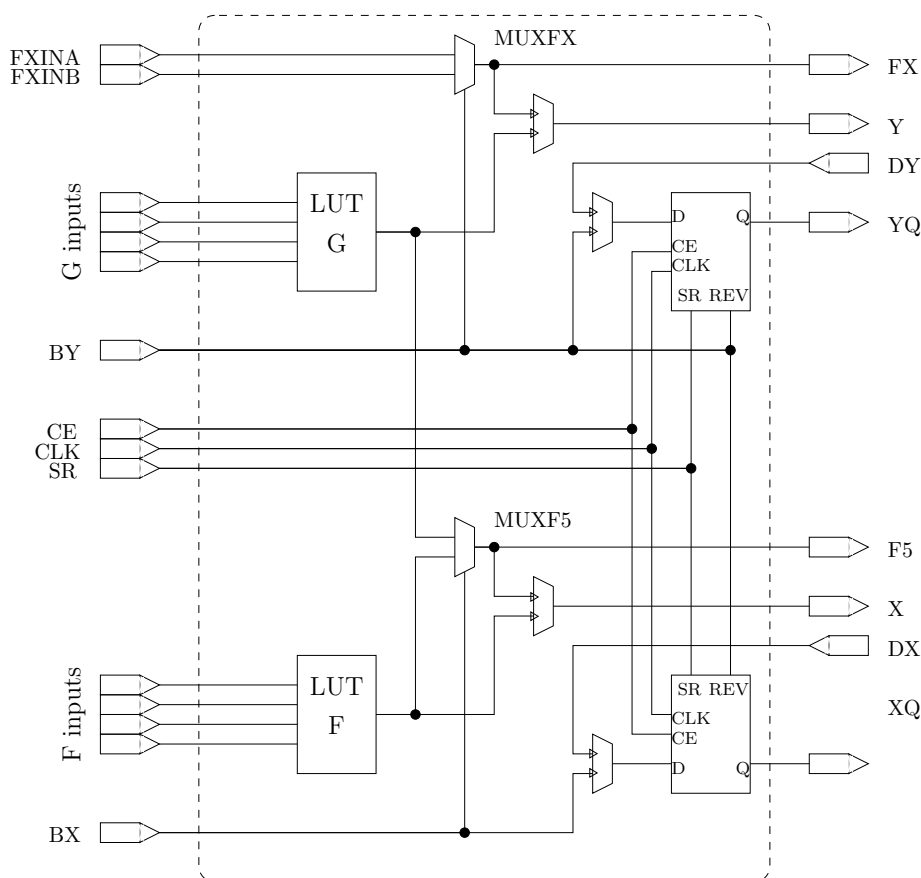 MUXFX
FXINA
FXINB
FX
Y
DY
G inputs
LUT
G
D
Q
YQ
CE
CLK
SR REV
BY
CE
CLK
SR
MUXF5
F5
X
DX
F inputs
LUT
F
SR REV
XQ
CLK
CE
D
Q
BX